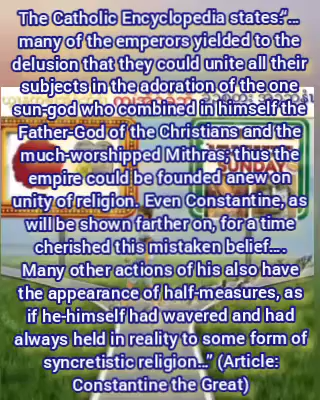 The Catholic Encyclopedia states:"...
many of the emperors yielded to the
delusion that they could unite all their
subjects in the adoration of the one
sun-god who combined in himself the
Father-God of the Christians and the
much-worshipped Mithras; thus the
empire could be founded anew on
unity of religion. Even Constantine, as
will be shown farther on, for a time
cherished this mistaken belief....
Many other actions of his also have
the appearance of half-measures, as
if he himself had wavered and had
always held in reality to some form of
syncretistic religion..." (Article:
Constantine the Great)
SUNDAY